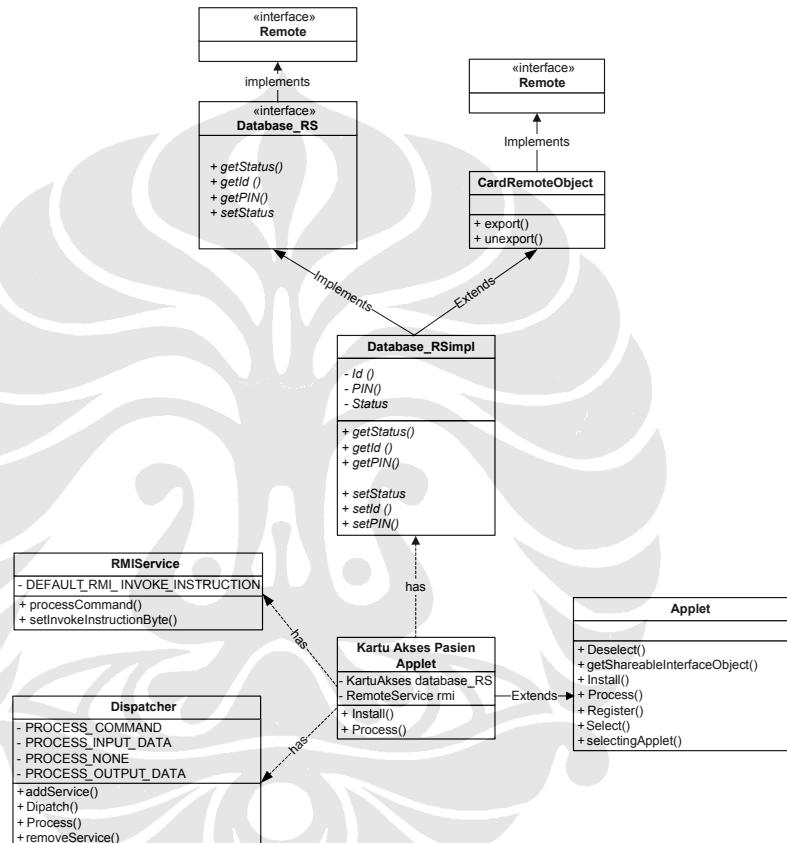 «interface»
Remote
implements
«interface»
Database_RS
+ getStatus()
+ getId ()
+ getPIN()
+ setStatus
«interface»
Remote
Implements
CardRemoteObject
+ export()
+ unexport()
Implements
Extends
Database_RSimpl
- Id ()
- PIN()
- Status
+ getStatus()
+ getId ()
+ getPIN()
+ setStatus
+ setId ()
+ setPIN()
has
RMIService
- DEFAULT_RMI_INVOKE_INSTRUCTION
+ processCommand()
+ setInvokeInstructionByte()
has
Kartu Akses Pasien
Applet
- KartuAkses database_RS
- RemoteService rmi
+ Install()
+ Process()
Extends
Applet
+ Deselect()
+ getShareableInterfaceObject()
+ Install()
+ Process()
+ Register()
+ Select()
+ selectingApplet()
has
Dispatcher
- PROCESS_COMMAND
- PROCESS_INPUT_DATA
- PROCESS_NONE
- PROCESS_OUTPUT_DATA
+ addService()
+ Dipatch()
+ Process()
+ removeService()